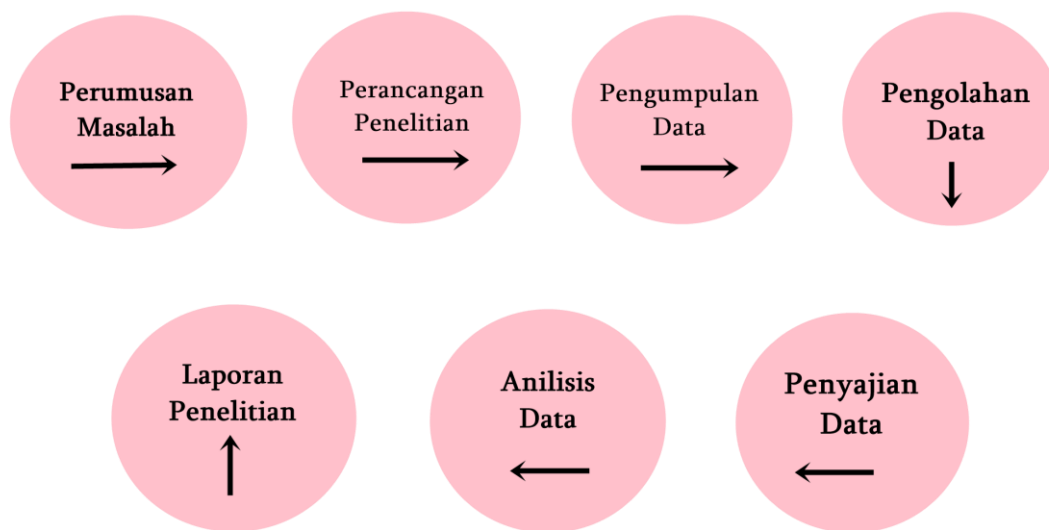 Perumusan
Masalah
Perancangan
Penelitian
Pengumpulan
Data
Pengolahan
Data
Laporan
Penelitian
Anilisis
Data
Penyajian
Data